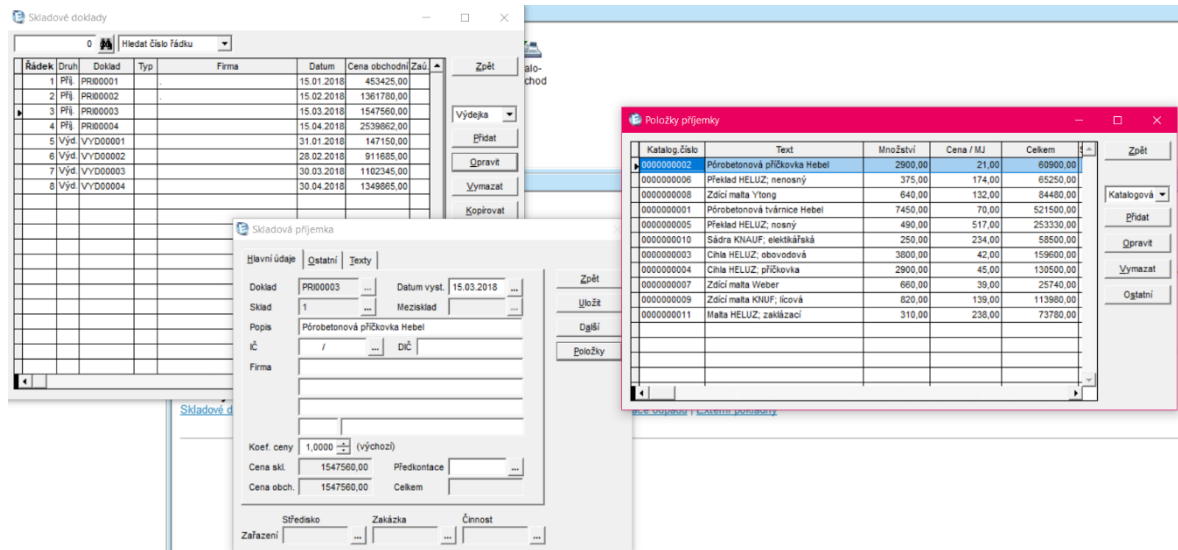 Skladové doklady
0 Hledat číslo řádku
Řádek Druh Doklad Typ Firma Datum Cena obchodní Zaú. Zpět
1 Příj. PRI00001 . 15.01.2018 453425,00
2 Příj. PRI00002 . 15.02.2018 1361780,00
3 Příj. PRI00003 15.03.2018 1547560,00 Výdejka
4 Příj. PRI00004 15.04.2018 2539862,00
5 Výd. VYD00001 31.01.2018 147150,00 Přidat
6 Výd. VYD00002 28.02.2018 911685,00 Opravit
7 Výd. VYD00003 30.03.2018 1102345,00
8 Výd. VYD00004 30.04.2018 1349865,00 Vymazat
Kopírovat
alo-
chod
Skladová příjemka
Hlavní údaje Ostatní Texty
Doklad PRI00003 ... Datum vyst. 15.03.2018 ... Zpět
Sklad 1 ... Mezisklad ... Uložit
Popis Pórobetonová příčkovka Hebel Další
IČ / ... DIČ Položky
Firma
Koef. ceny 1,0000 (výchozí)
Cena skl. 1547560,00 Předkontace ...
Cena obch. 1547560,00 Celkem
Středisko Zakázka Činnost
Zařazení ... ... ...
Položky příjemky
Katalog.číslo Text Množství Cena / MJ Celkem S Zpět
0000000002 Pórobetonová příčkovka Hebel 2900,00 21,00 60900,00
0000000006 Překlad HELUZ; nenosný 375,00 174,00 65250,00
0000000008 Zdící malta Ytong 640,00 132,00 84480,00 Katalogová
0000000001 Pórobetonová tvárnice Hebel 7450,00 70,00 521500,00 Přidat
0000000005 Překlad HELUZ; nosný 490,00 517,00 253330,00
0000000010 Sádra KNAUF; elektikářská 250,00 234,00 58500,00 Opravit
0000000003 Cihla HELUZ; obovodová 3800,00 42,00 159600,00
0000000004 Cihla HELUZ; příčkovka 2900,00 45,00 130500,00 Vymazat
0000000007 Zdící malta Weber 660,00 39,00 25740,00
0000000009 Zdící malta KNUF; lícová 820,00 139,00 113980,00 Ostatní
0000000011 Malta HELUZ; zaklázací 310,00 238,00 73780,00
Skladové d
ace odpadů | Externí pokladny